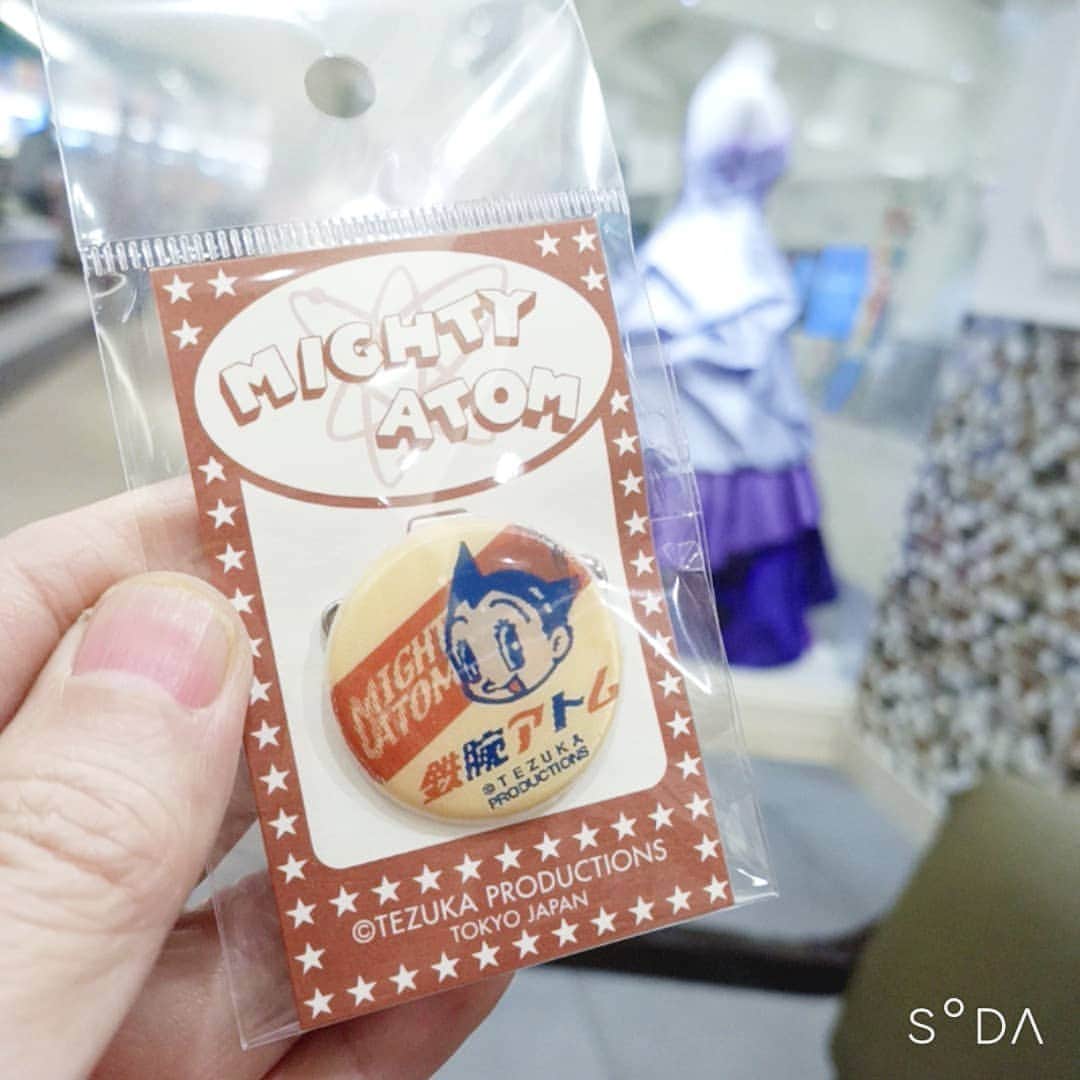 MIGHTY
ATOM
MIGHTY
ATOM
鉄腕アトム
©TEZUKA
PRODUCTIONS
©TEZUKA PRODUCTIONS
TOKYO JAPAN
SODA